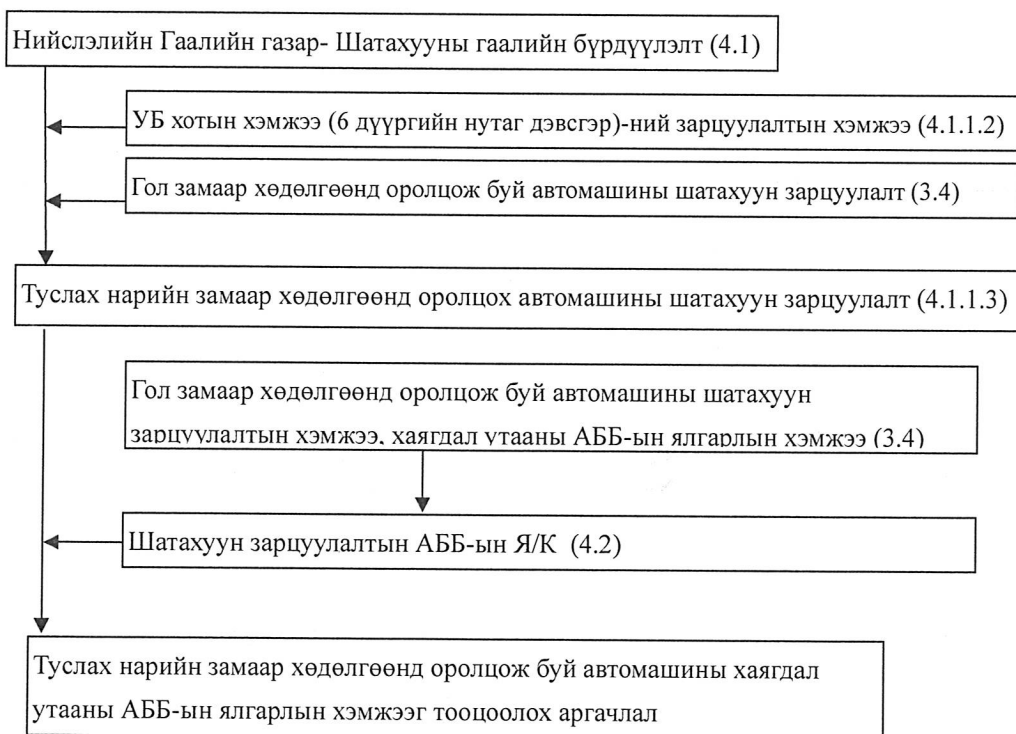 Нийслэлийн Гаалийн газар- Шатахууны гаалийн бүрдүүлэлт (4.1)
УБ хотын хэмжээ (6 дүүргийн нутаг дэвсгэр)-ний зарцуулалтын хэмжээ (4.1.1.2)
Гол замаар хөдөлгөөнд оролцож буй автомашины шатахуун зарцуулалт (3.4)
Туслах нарийн замаар хөдөлгөөнд оролцох автомашины шатахуун зарцуулалт (4.1.1.3)
Гол замаар хөдөлгөөнд оролцож буй автомашины шатахуун
зарцуулалтын хэмжээ, хаягдал утааны АББ-ын ялгарлын хэмжээ (3.4)
Шатахуун зарцуулалтын АББ-ын Я/К (4.2)
Туслах нарийн замаар хөдөлгөөнд оролцож буй автомашины хаягдал
утааны АББ-ын ялгарлын хэмжээг тооцоолох аргачлал